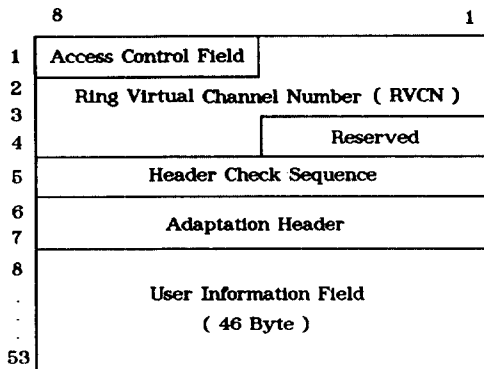 8 1
1 Access Control Field
2 Ring Virtual Channel Number ( RVCN )
3
4 Reserved
5 Header Check Sequence
6
Adaptation Header
7
8
User Information Field
.
( 46 Byte )
.
.
53